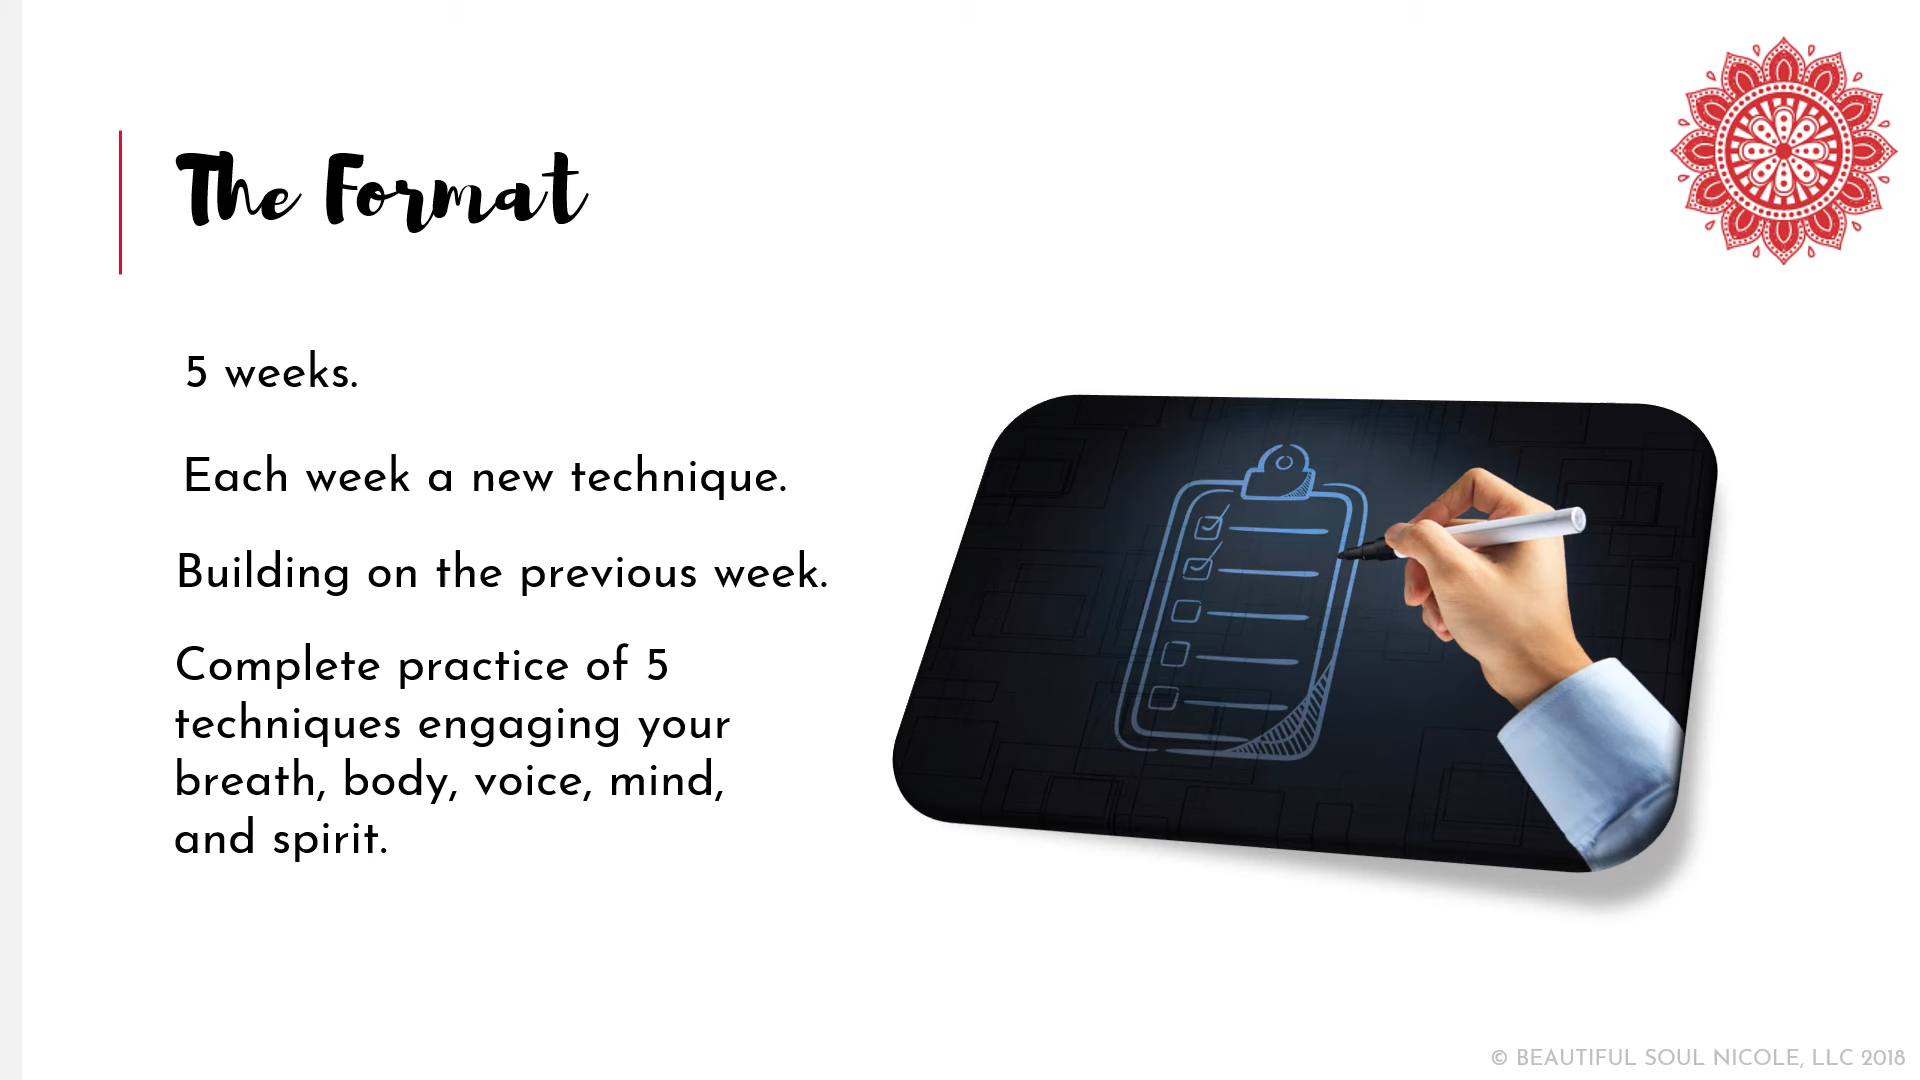 The Format
5 weeks.
Each week a new technique.
Building on the previous week.
Complete practice of 5
techniques engaging your
breath, body, voice, mind,
and spirit.
© BEAUTIFUL SOUL NICOLE, LLC 2018